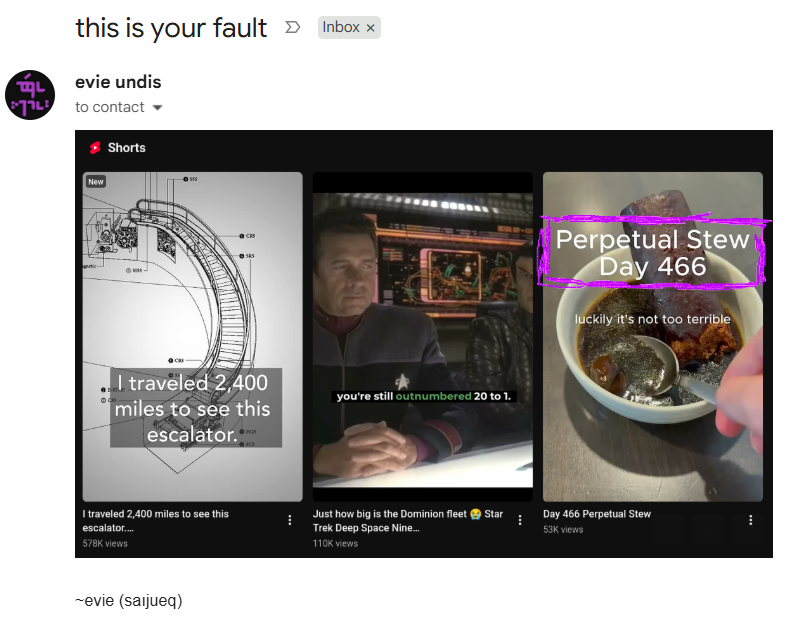 this is your fault
Inbox ×
evie undis
to contact
Shorts
New
I traveled 2,400
miles to see this
escalator.
I traveled 2,400 miles to see this
escalator....
578K views
you're still outnumbered 20 to 1.
Just how big is the Dominion fleet 😭 Star
Trek Deep Space Nine...
110K views
Perpetual Stew
Day 466
luckily it's not too terrible
Day 466 Perpetual Stew
53K views
~evie (saıjueq)